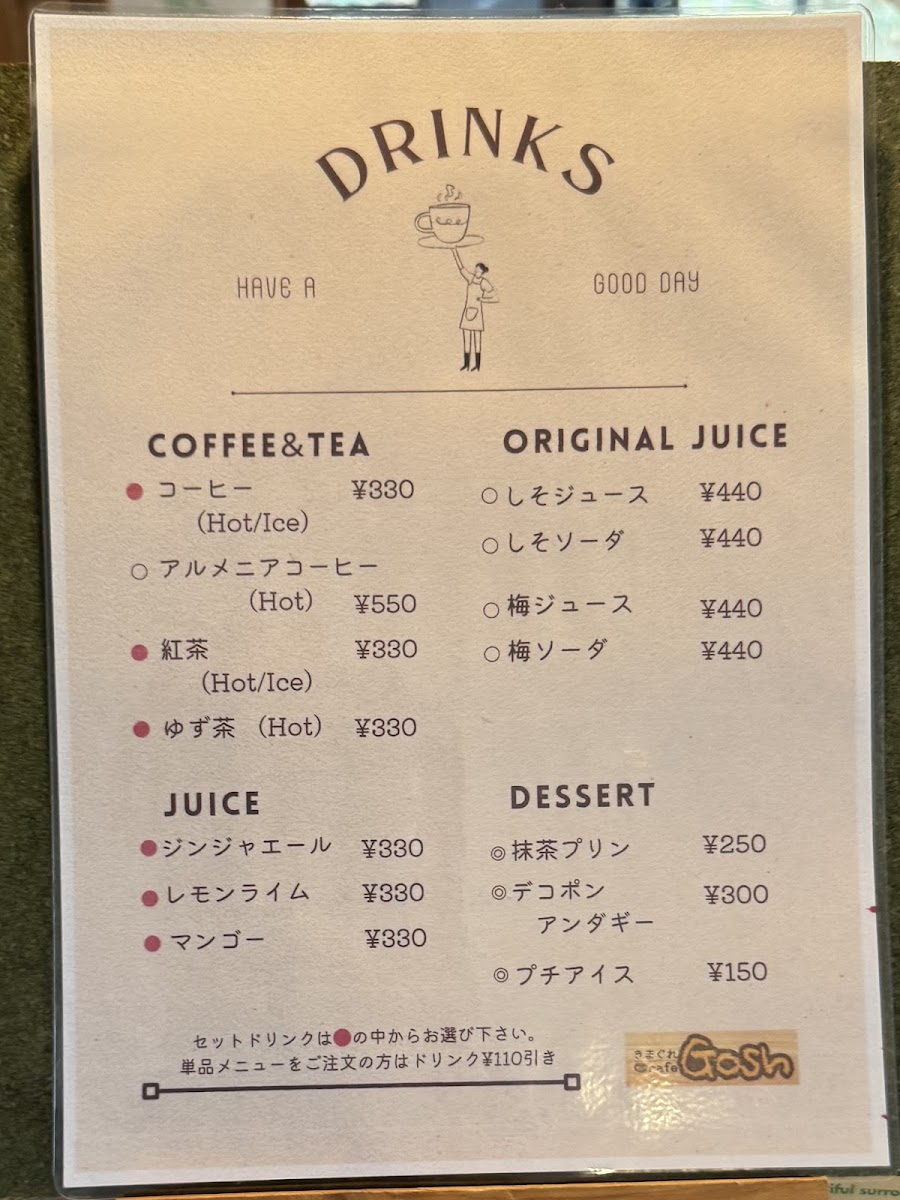 DRINKS
HAVE A GOOD DAY
COFFEE&TEA
● コーヒー ¥330
(Hot/Ice)
○ アルメニアコーヒー
(Hot) ¥550
● 紅茶 ¥330
(Hot/Ice)
● ゆず茶 (Hot) ¥330
JUICE
● ジンジャエール ¥330
● レモンライム ¥330
● マンゴー ¥330
ORIGINAL JUICE
○ しそジュース ¥440
○ しそソーダ ¥440
○ 梅ジュース ¥440
○ 梅ソーダ ¥440
DESSERT
◎ 抹茶プリン ¥250
◎ デコポン ¥300
アンダギー
◎ プチアイス ¥150
セットドリンクは●の中からお選び下さい。
単品メニューをご注文の方はドリンク¥110引き
きまぐれ
Cafe Gosh
iful surro